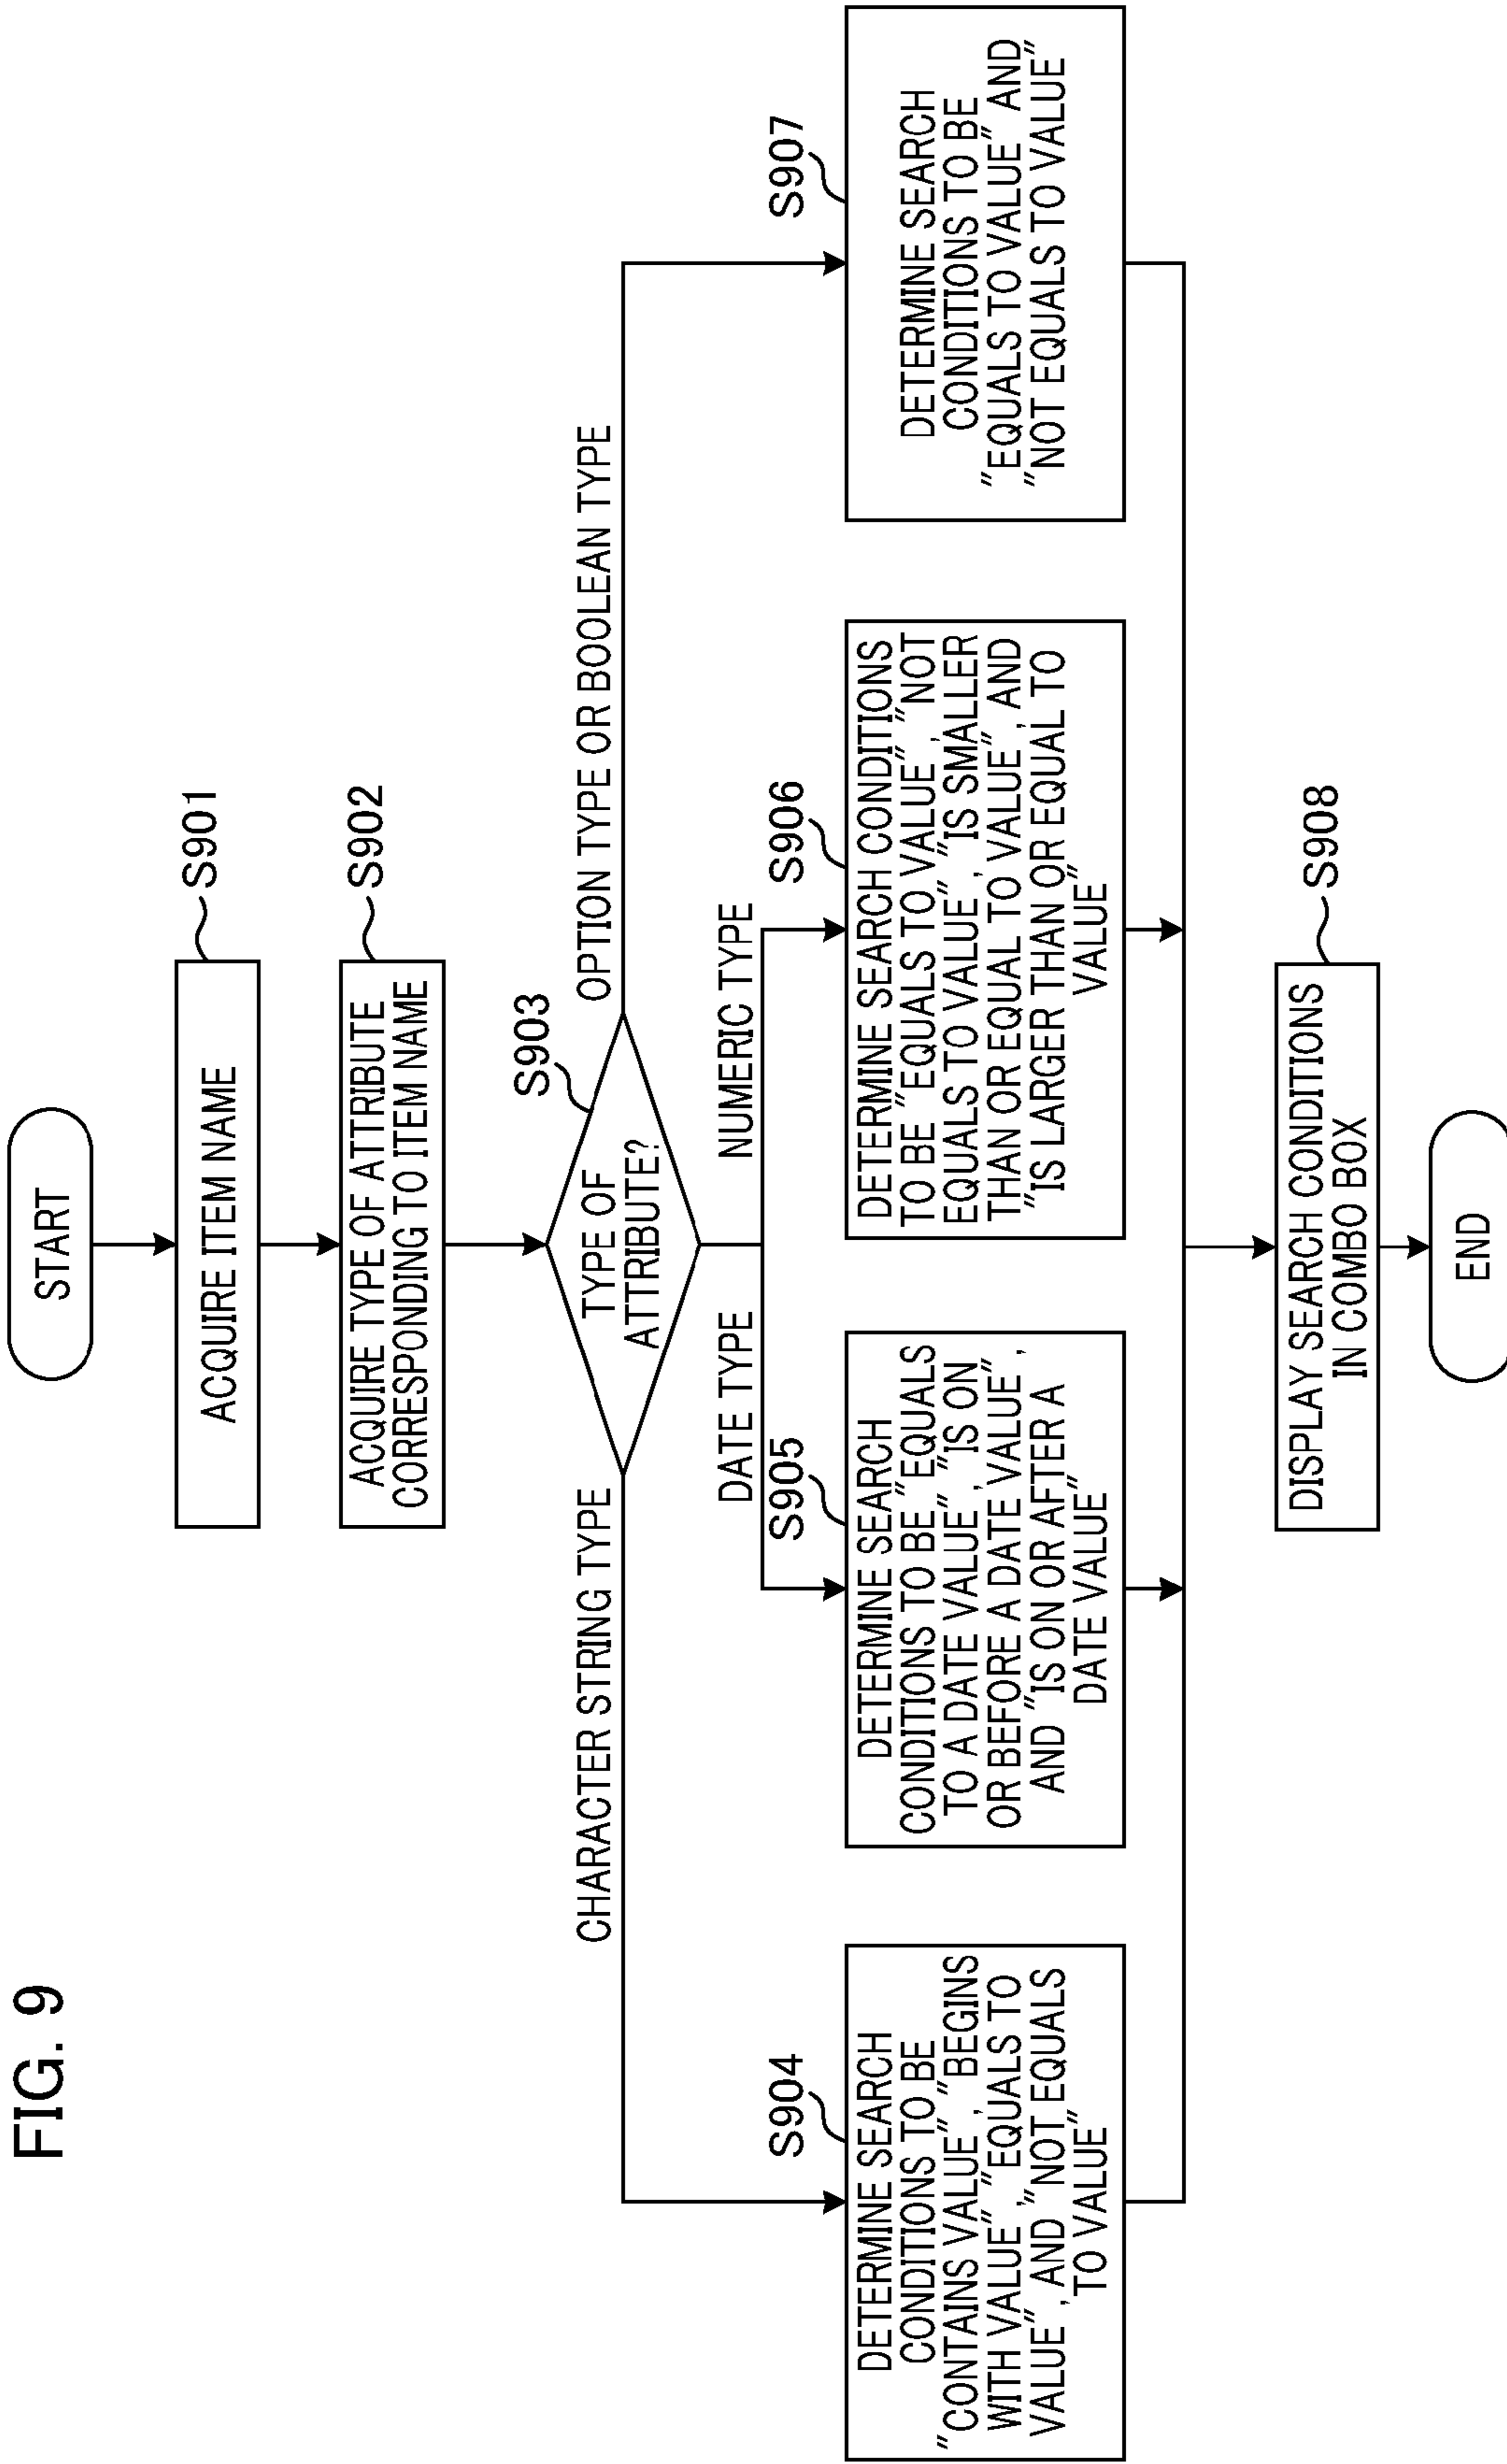 FIG. 9
START
S901
ACQUIRE ITEM NAME
S902
ACQUIRE TYPE OF ATTRIBUTE
CORRESPONDING TO ITEM NAME
S903
TYPE OF
ATTRIBUTE?
CHARACTER STRING TYPE
OPTION TYPE OR BOOLEAN TYPE
DATE TYPE
NUMERIC TYPE
S904
DETERMINE SEARCH
CONDITIONS TO BE
"CONTAINS VALUE", "BEGINS
WITH VALUE", "EQUALS TO
VALUE", AND "NOT EQUALS
TO VALUE"
S905
DETERMINE SEARCH
CONDITIONS TO BE "EQUALS
TO A DATE VALUE", "IS ON
OR BEFORE A DATE VALUE",
AND "IS ON OR AFTER A
DATE VALUE"
S906
DETERMINE SEARCH CONDITIONS
TO BE "EQUALS TO VALUE", "NOT
EQUALS TO VALUE", "IS SMALLER
THAN OR EQUAL TO VALUE", AND
"IS LARGER THAN OR EQUAL TO
VALUE"
S907
DETERMINE SEARCH
CONDITIONS TO BE
"EQUALS TO VALUE" AND
"NOT EQUALS TO VALUE"
S908
DISPLAY SEARCH CONDITIONS
IN COMBO BOX
END